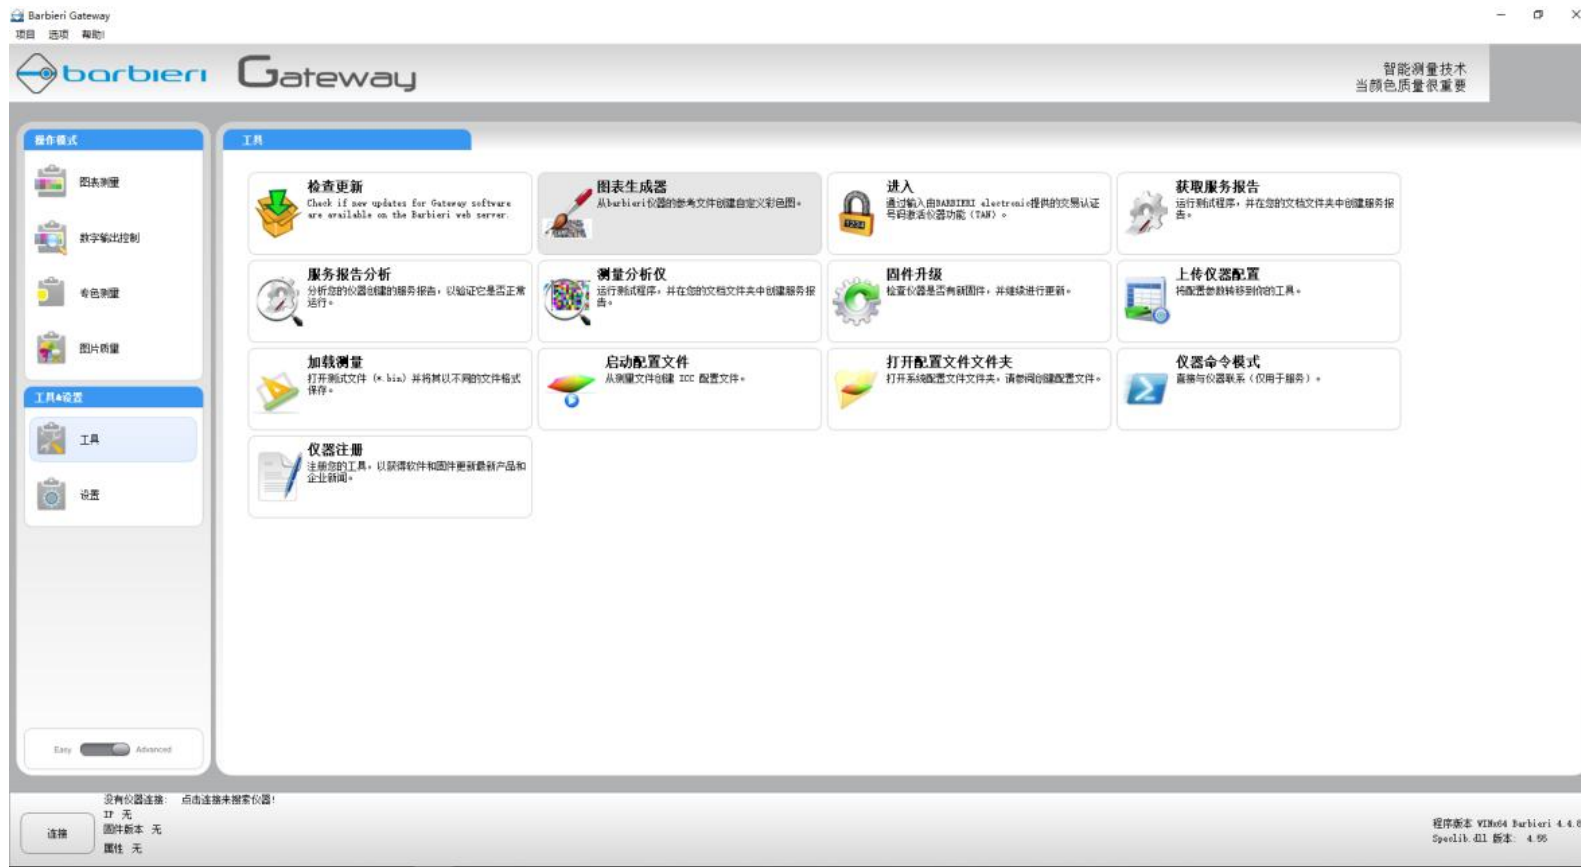 Barbieri Gateway
项目 选项 帮助!
barbieri Gateway
智能测量技术
当颜色质量很重要
操作模式
图表测量
数字输出控制
专色测量
图片质量
工具&设置
工具
设置
Easy Advanced
工具
检查更新
Check if new updates for Gateway software
are available on the Barbieri web server.
图表生成器
从barbieri仪器的参考文件创建自定义彩色图。
进入
通过输入由BARBIERI electronic提供的交易认证
号码激活仪器功能（TAN）。
获取服务报告
运行测试程序，并在您的文档文件夹中创建服务报
告。
服务报告分析
分析您的仪器创建的服务报告，以验证它是否正常
运行。
测量分析仪
运行测试程序，并在您的文档文件夹中创建服务报
告。
固件升级
检查仪器是否有新固件，并继续进行更新。
上传仪器配置
将配置参数转移到你的工具。
加载测量
打开测试文件（*.bin）并将其以不同的文件格式
保存。
启动配置文件
从测量文件创建 ICC 配置文件。
打开配置文件文件夹
打开系统配置文件文件夹，请参阅创建配置文件。
仪器命令模式
直接与仪器联系（仅用于服务）。
仪器注册
注册您的工具，以获得软件和固件更新最新产品和
企业新闻。
连接
没有仪器连接: 点击连接来搜索仪器!
IP 无
固件版本 无
属性 无
程序版本 WINx64 Barbieri 4.4.
Speclib.dll 版本: 4.55